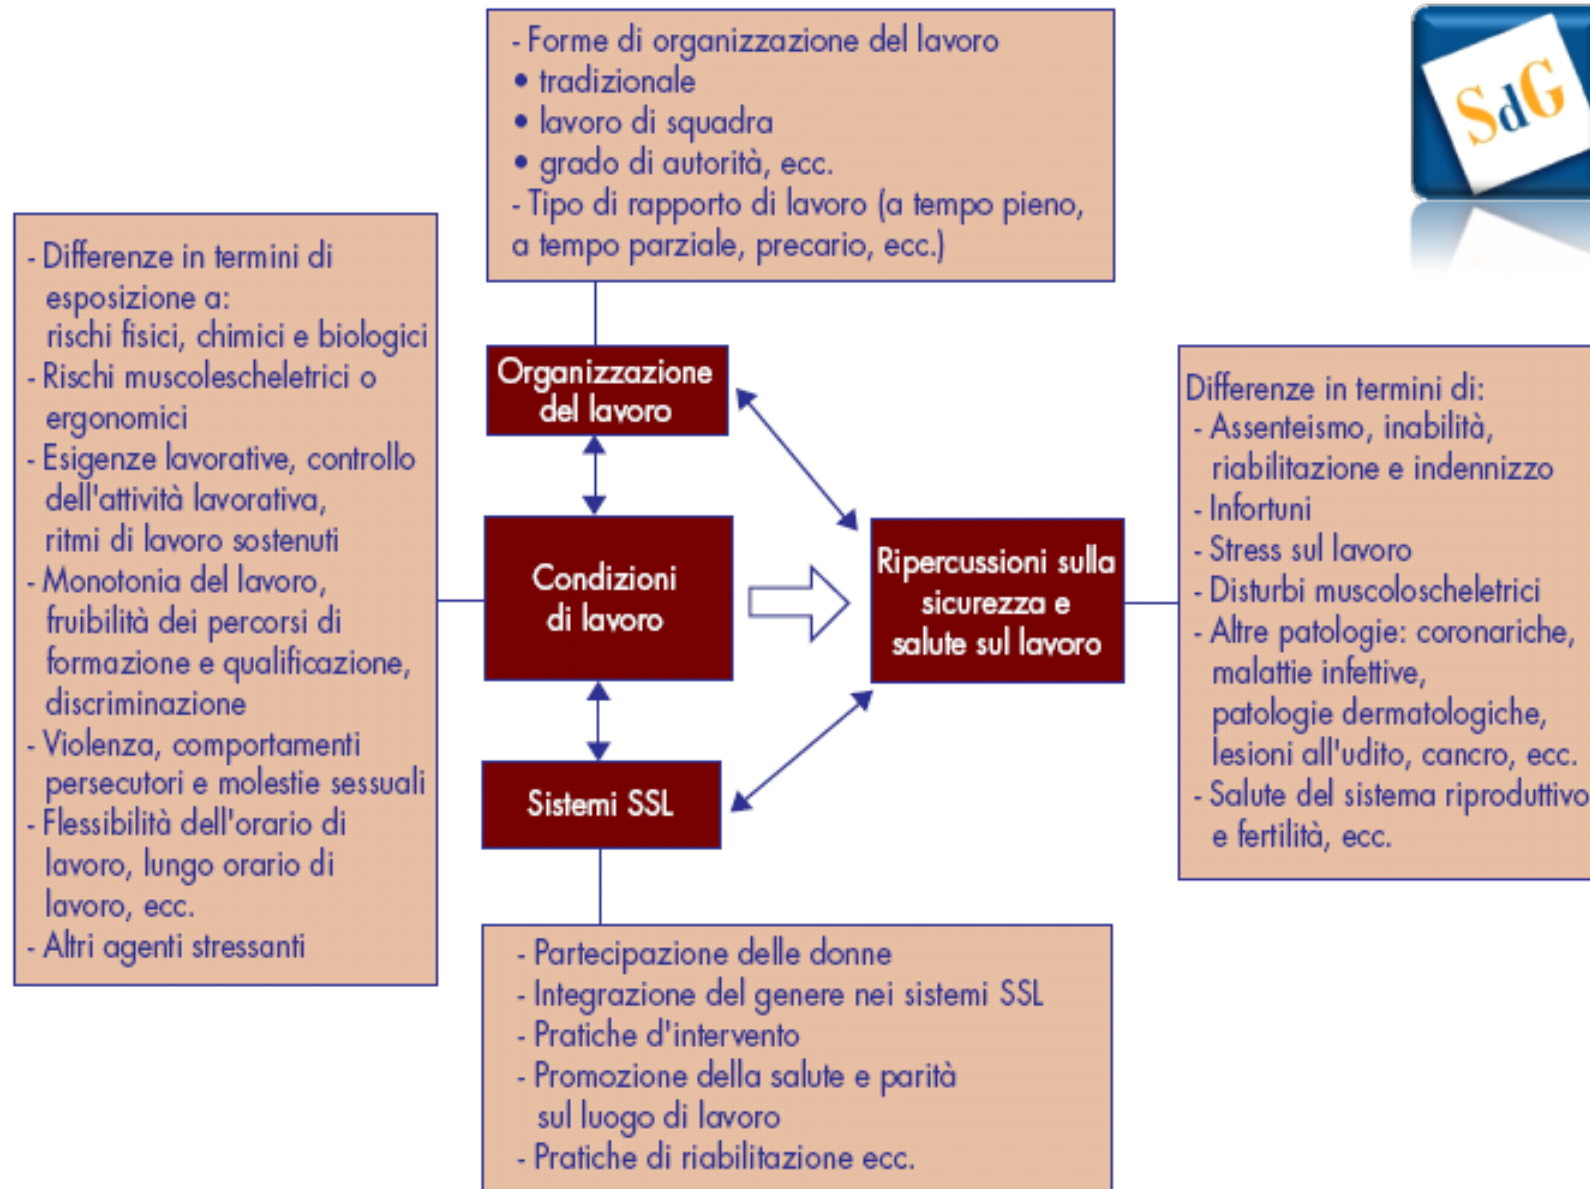 - Forme di organizzazione del lavoro
• tradizionale
• lavoro di squadra
• grado di autorità, ecc.
- Tipo di rapporto di lavoro (a tempo pieno,
a tempo parziale, precario, ecc.)
SdG
- Differenze in termini di
esposizione a:
rischi fisici, chimici e biologici
- Rischi muscolescheletrici o
ergonomici
- Esigenze lavorative, controllo
dell'attività lavorativa,
ritmi di lavoro sostenuti
- Monotonia del lavoro,
fruibilità dei percorsi di
formazione e qualificazione,
discriminazione
- Violenza, comportamenti
persecutori e molestie sessuali
- Flessibilità dell'orario di
lavoro, lungo orario di
lavoro, ecc.
- Altri agenti stressanti
Organizzazione
del lavoro
Condizioni
di lavoro
Sistemi SSL
Ripercussioni sulla
sicurezza e
salute sul lavoro
Differenze in termini di:
- Assenteismo, inabilità,
riabilitazione e indennizzo
- Infortuni
- Stress sul lavoro
- Disturbi muscoloscheletrici
- Altre patologie: coronariche,
malattie infettive,
patologie dermatologiche,
lesioni all'udito, cancro, ecc.
- Salute del sistema riproduttivo
e fertilità, ecc.
- Partecipazione delle donne
- Integrazione del genere nei sistemi SSL
- Pratiche d'intervento
- Promozione della salute e parità
sul luogo di lavoro
- Pratiche di riabilitazione ecc.